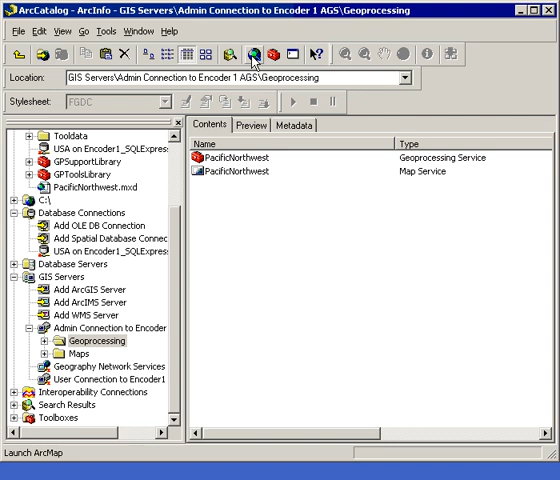 ArcCatalog - ArcInfo - GIS Servers\Admin Connection to Encoder 1 AGS\Geoprocessing
File Edit View Go Tools Window Help
Location: GIS Servers\Admin Connection to Encoder 1 AGS\Geoprocessing
Stylesheet: FGDC
Contents Preview Metadata
Name Type
PacificNorthwest Geoprocessing Service
PacificNorthwest Map Service
Tooldata
USA on Encoder1_SQLExpres
GPSupportLibrary
GPToolsLibrary
PacificNorthwest.mxd
C:\
Database Connections
Add OLE DB Connection
Add Spatial Database Connec
USA on Encoder1_SQLExpres
Database Servers
GIS Servers
Add ArcGIS Server
Add ArcIMS Server
Add WMS Server
Admin Connection to Encoder
Geoprocessing
Maps
Geography Network Services
User Connection to Encoder1
Interoperability Connections
Search Results
Toolboxes
Launch ArcMap